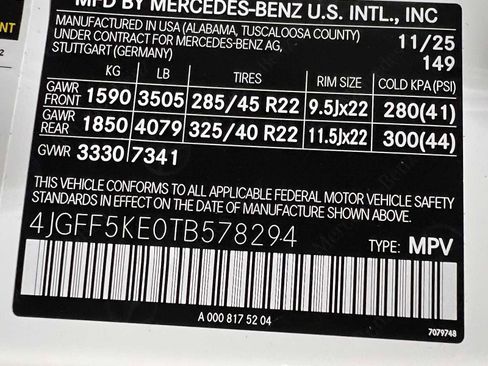 MFD BY MERCEDES-BENZ U.S. INTL., INC
MANUFACTURED IN USA (ALABAMA, TUSCALOOSA COUNTY)
UNDER CONTRACT FOR MERCEDES-BENZ AG,
STUTTGART (GERMANY)
11/25
149
KG LB TIRES RIM SIZE COLD KPA (PSI)
GAWR FRONT 1590 3505 285/45 R22 9.5Jx22 280(41)
GAWR REAR 1850 4079 325/40 R22 11.5Jx22 300(44)
GVWR 3330 7341
THIS VEHICLE CONFORMS TO ALL APPLICABLE FEDERAL MOTOR VEHICLE SAFETY
STANDARDS IN EFFECT ON THE DATE OF MANUFACTURE SHOWN ABOVE.
4JGFF5KE0TB578294 TYPE: MPV
A 000 817 52 04
7079748